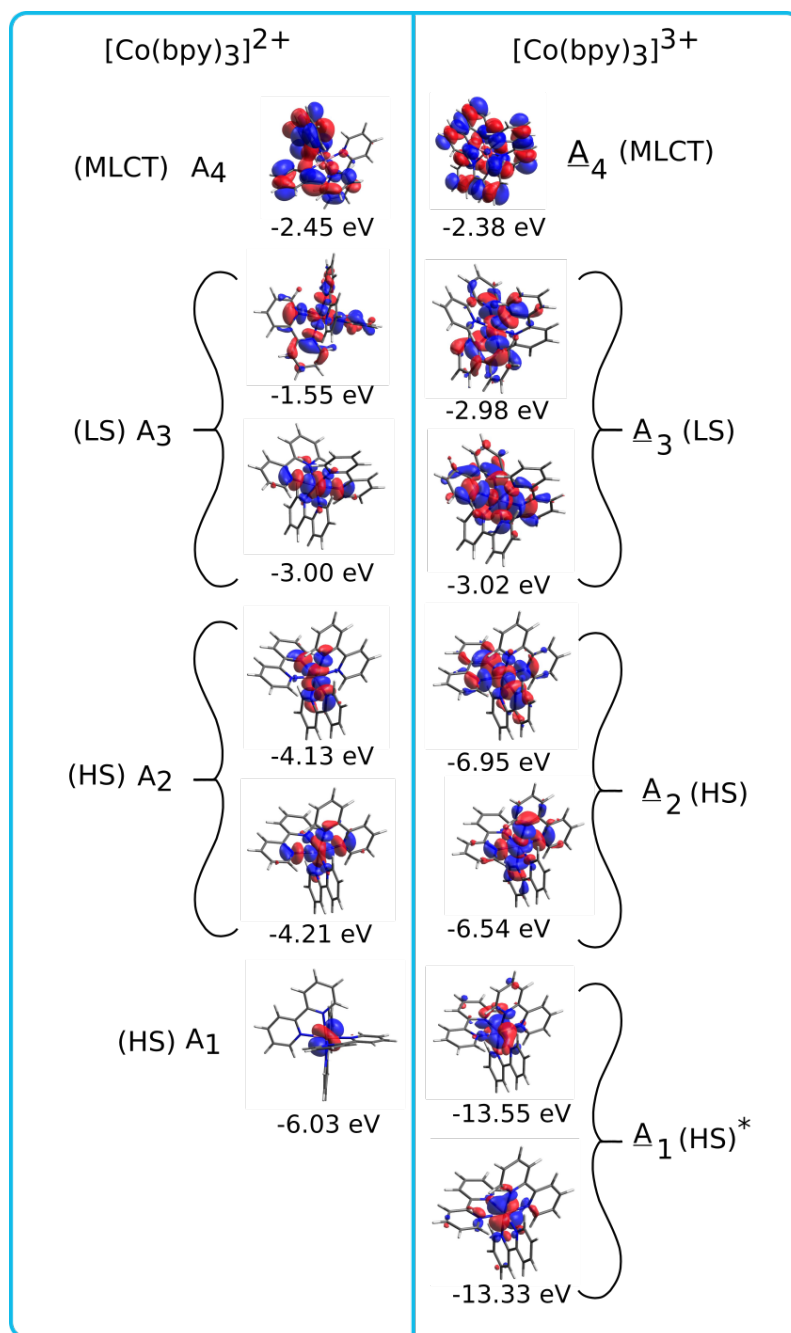 [Co(bpy)3]2+
(MLCT) A4
-2.45 eV
-1.55 eV
(LS) A3
-3.00 eV
-4.13 eV
(HS) A2
-4.21 eV
(HS) A1
-6.03 eV
[Co(bpy)3]3+
A4 (MLCT)
-2.38 eV
-2.98 eV
A3 (LS)
-3.02 eV
-6.95 eV
A2 (HS)
-6.54 eV
-13.55 eV
A1 (HS)*
-13.33 eV